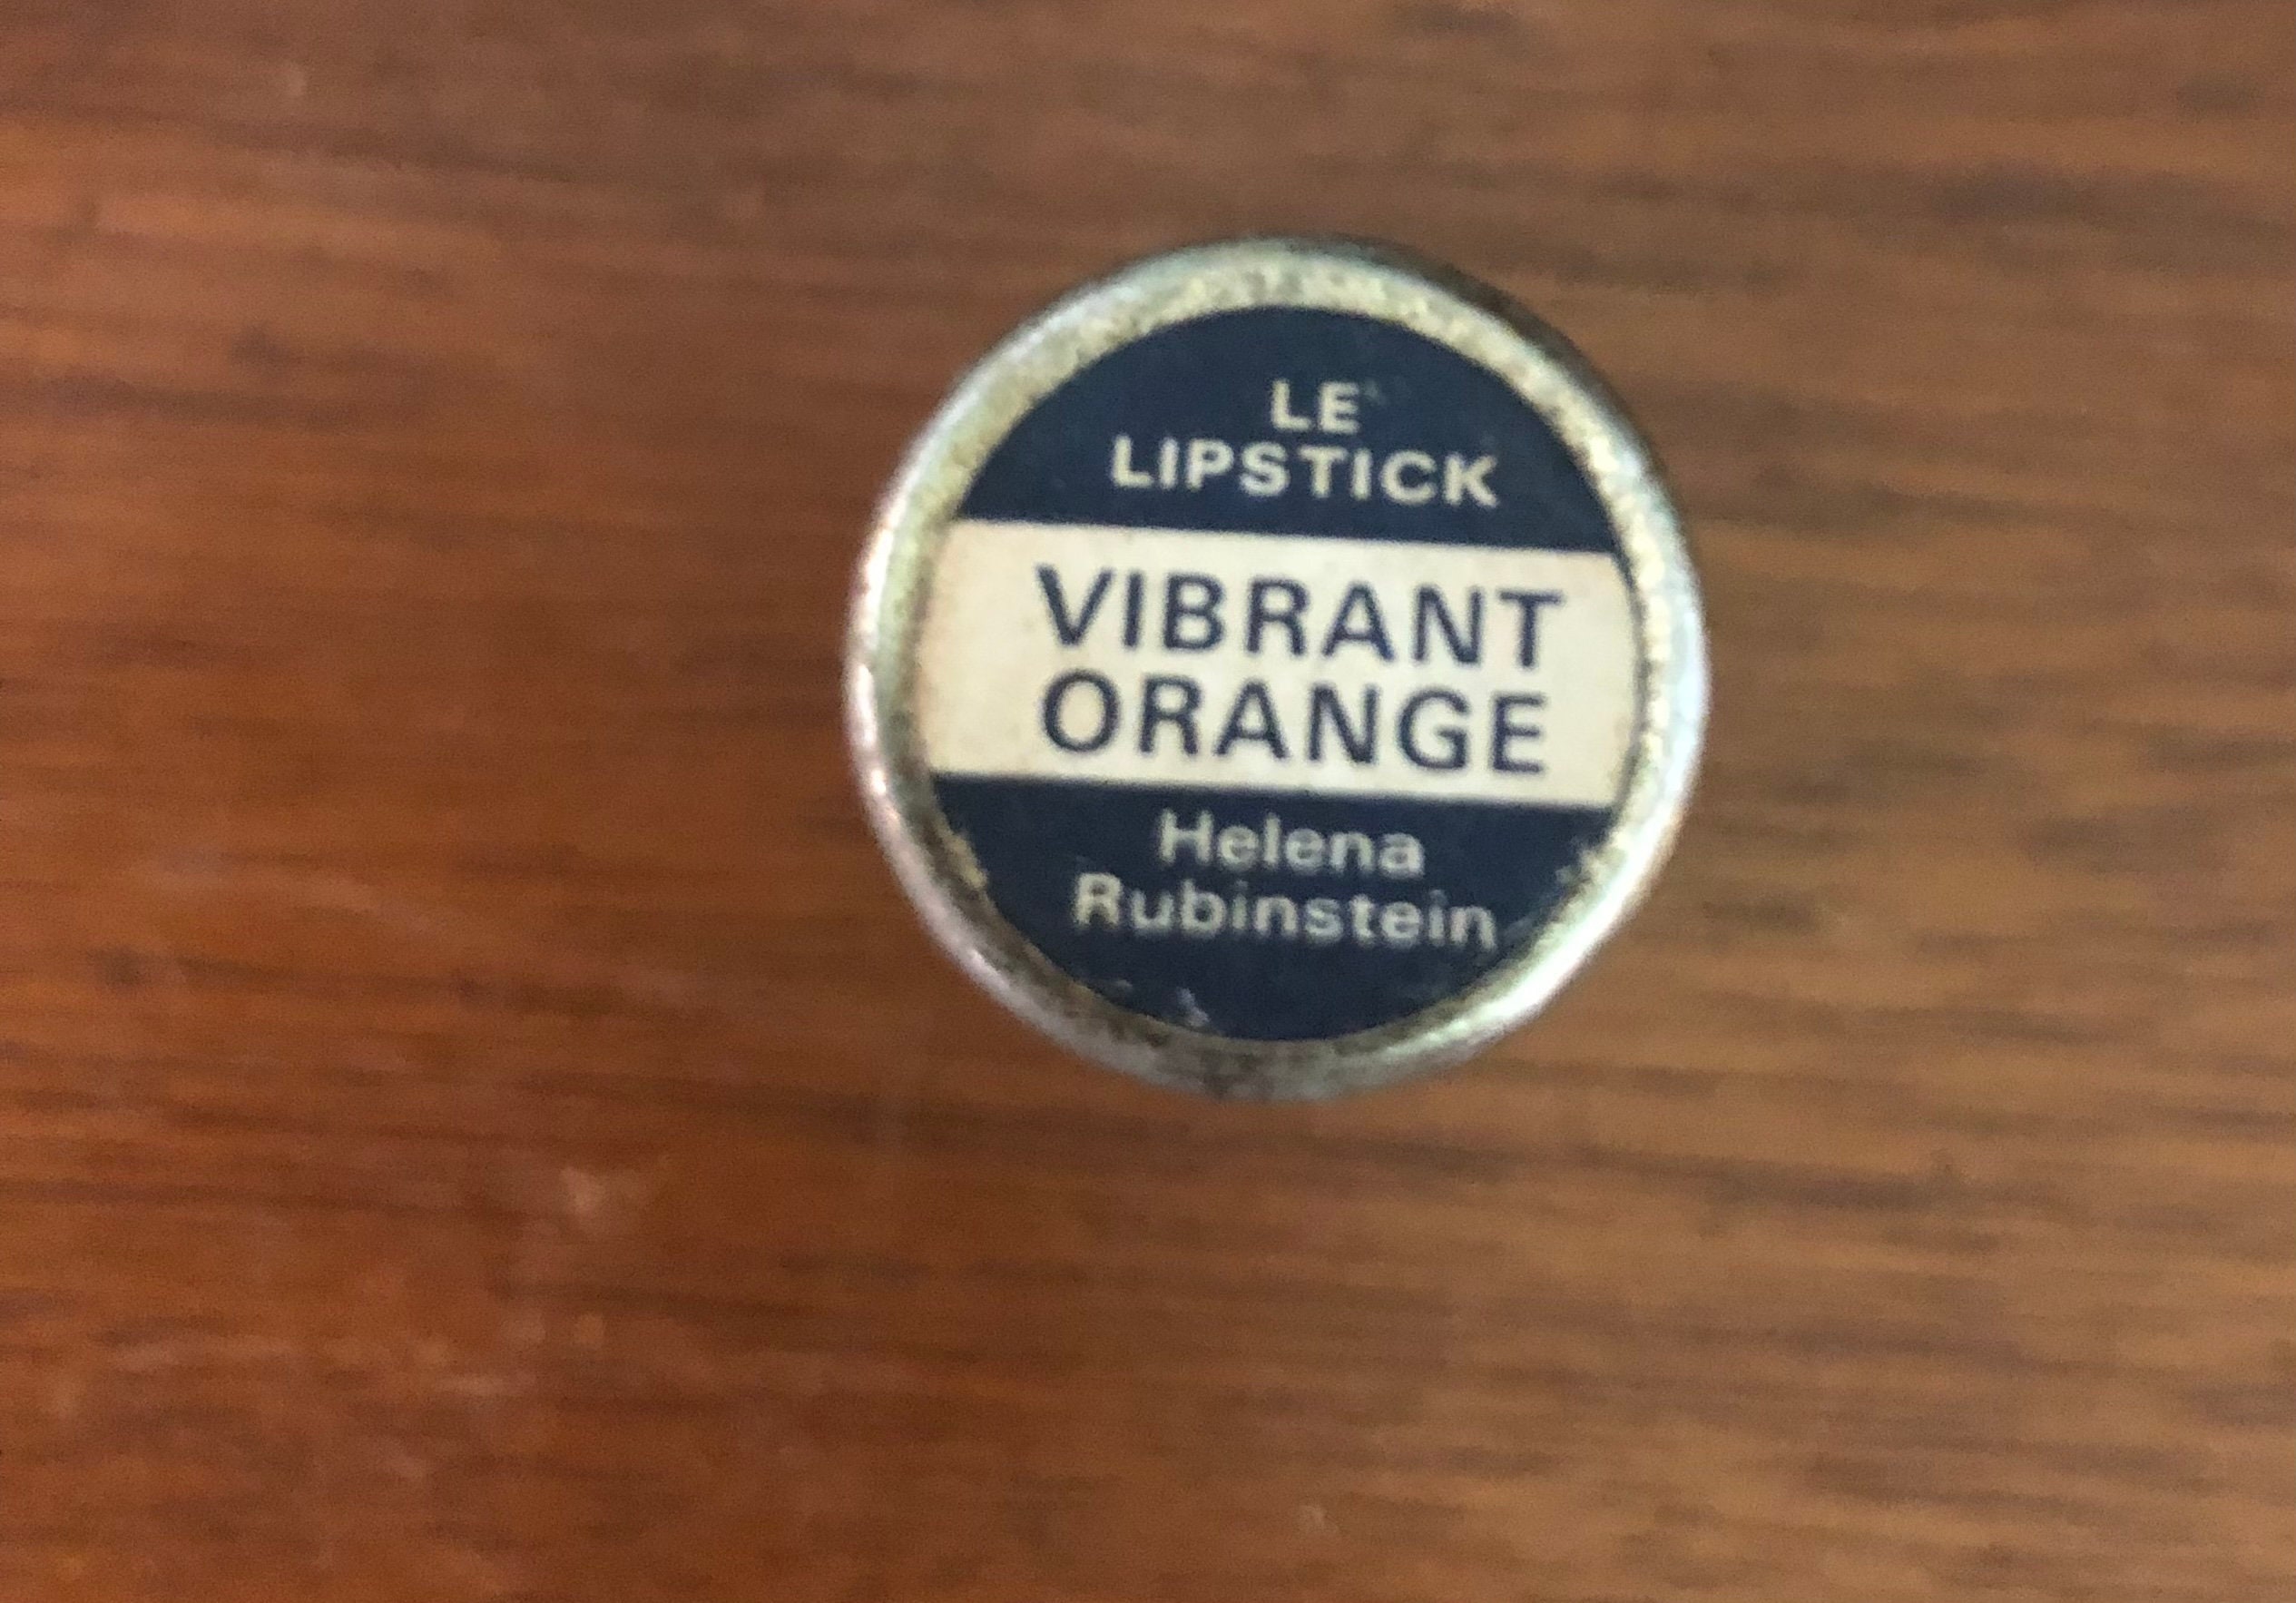 LE
LIPSTICK
VIBRANT
ORANGE
Helena
Rubinstein